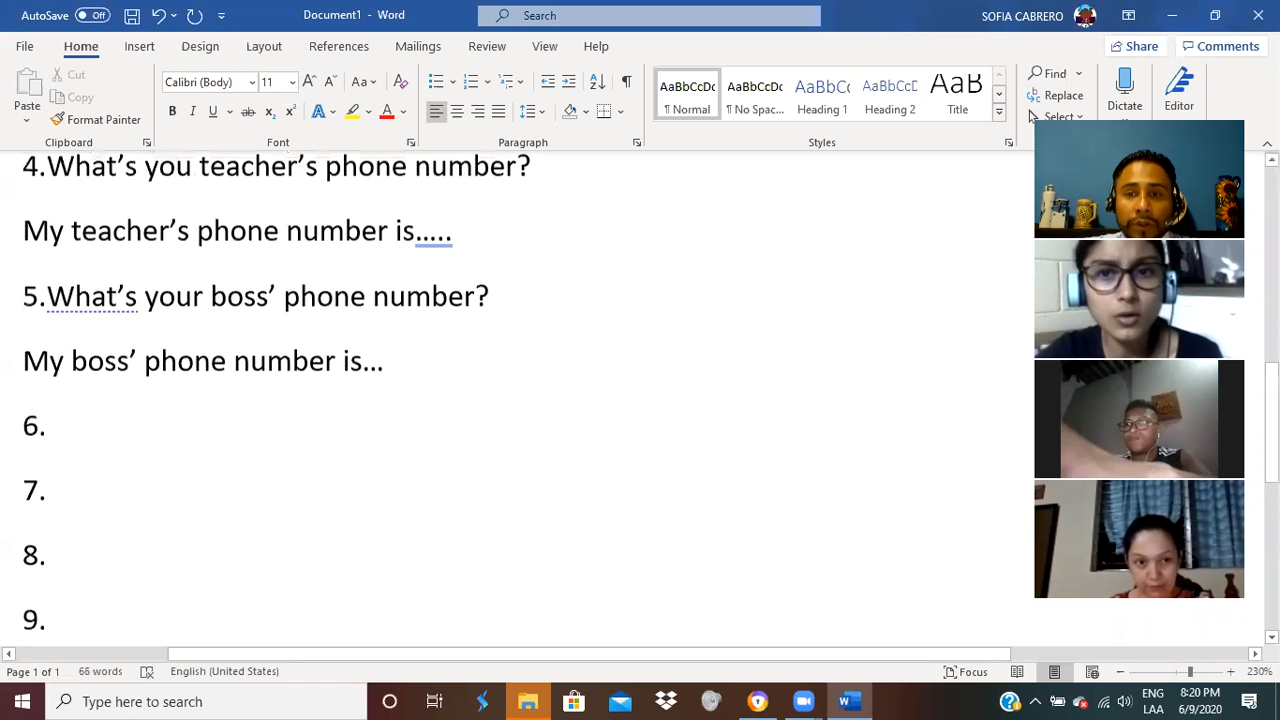 AutoSave Off Document1 - Word Search SOFIA CABRERO
File Home Insert Design Layout References Mailings Review View Help Share Comments
Paste Cut Copy Format Painter
Calibri (Body) 11
AaBbCcDc AaBbCcDc AaBbCc AaBbCcE AaB
¶ Normal ¶ No Spac... Heading 1 Heading 2 Title
Find Replace Select Dictate Editor
Clipboard Font Paragraph Styles
4.What's you teacher's phone number?
My teacher's phone number is.....
5.What's your boss' phone number?
My boss' phone number is...
6.
7.
8.
9.
Page 1 of 1 66 words English (United States) Focus 230%
Type here to search ENG LAA 8:20 PM 6/9/2020